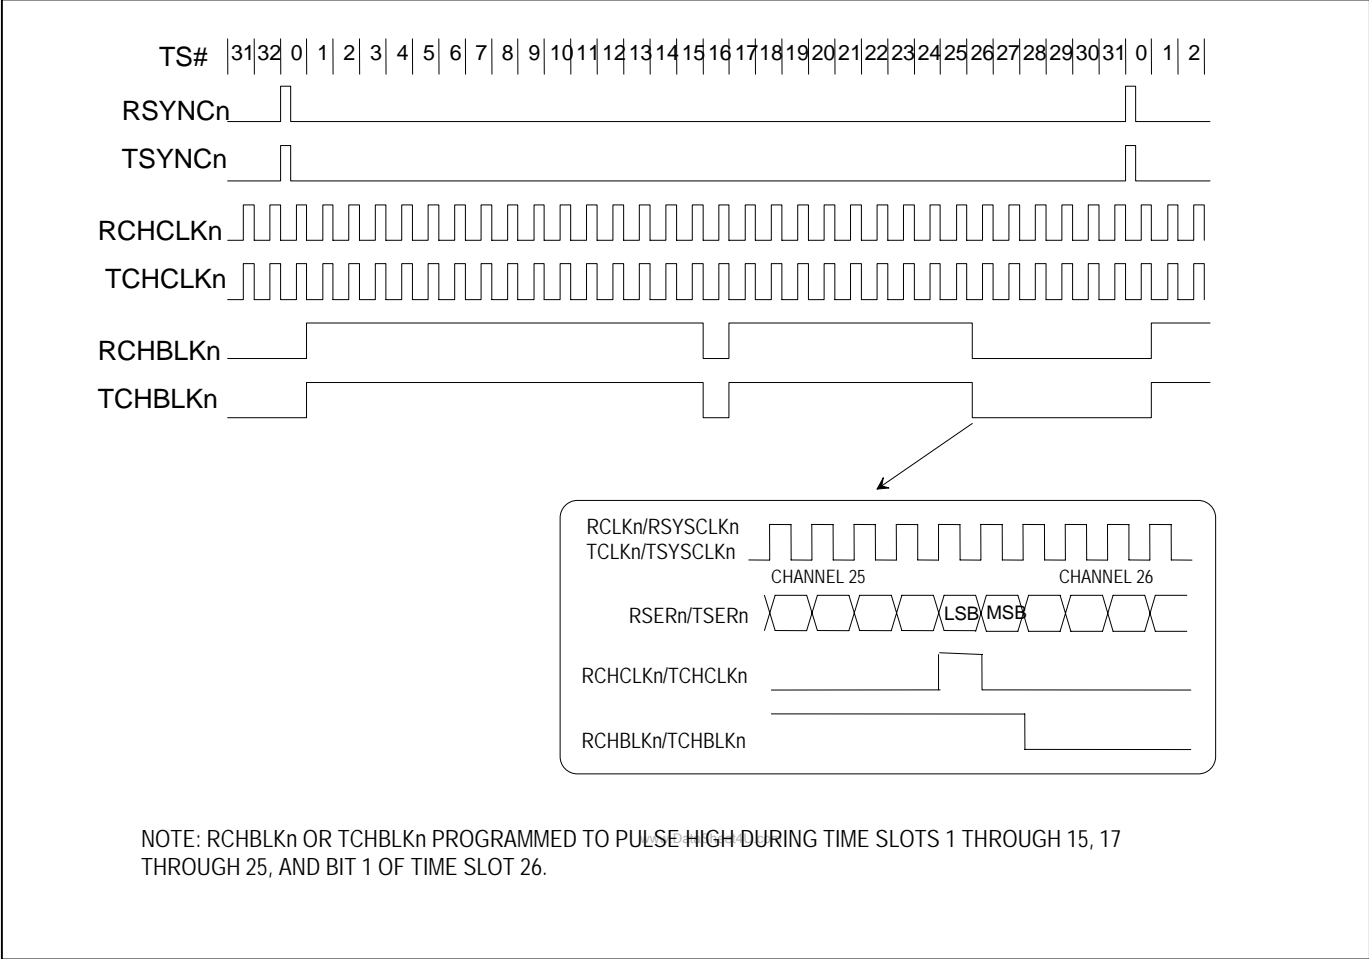 TS# 31 32 0 1 2 3 4 5 6 7 8 9 10 11 12 13 14 15 16 17 18 19 20 21 22 23 24 25 26 27 28 29 30 31 0 1 2
RSYNCn
TSYNCn
RCHCLKn
TCHCLKn
RCHBLKn
TCHBLKn
RCLKn/RSYSCLKn
TCLKn/TSYSCLKn
CHANNEL 25 CHANNEL 26
RSERn/TSERn LSB MSB
RCHCLKn/TCHCLKn
RCHBLKn/TCHBLKn
NOTE: RCHBLKn OR TCHBLKn PROGRAMMED TO PULSE HIGH DURING TIME SLOTS 1 THROUGH 15, 17
THROUGH 25, AND BIT 1 OF TIME SLOT 26.
www.DataSheet4U.com